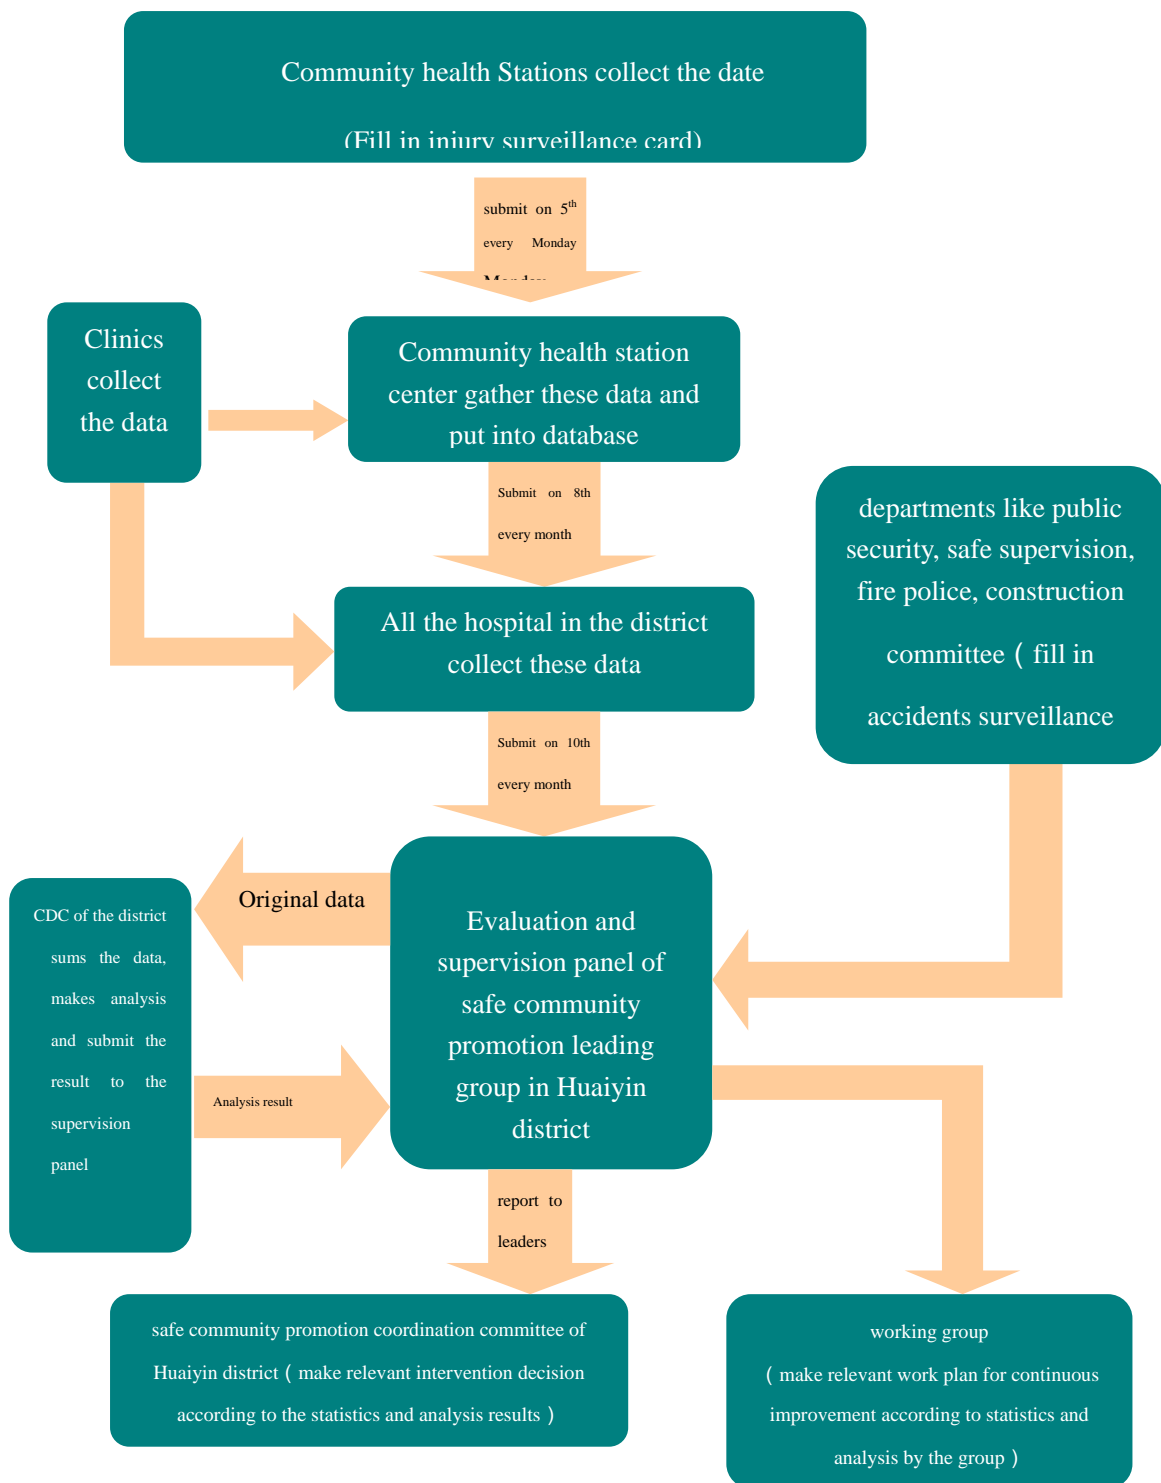 Community health Stations collect the date
(Fill in injury surveillance card)
submit on 5th
every Monday
Monday
Clinics
collect
the data
Community health station
center gather these data and
put into database
Submit on 8th
every month
departments like public
security, safe supervision,
fire police, construction
committee ( fill in
accidents surveillance
All the hospital in the district
collect these data
Submit on 10th
every month
Original data
CDC of the district
sums the data,
makes analysis
and submit the
result to the
supervision
panel
Evaluation and
supervision panel of
safe community
promotion leading
group in Huaiyin
district
Analysis result
report to
leaders
safe community promotion coordination committee of
Huaiyin district ( make relevant intervention decision
according to the statistics and analysis results )
working group
( make relevant work plan for continuous
improvement according to statistics and
analysis by the group )